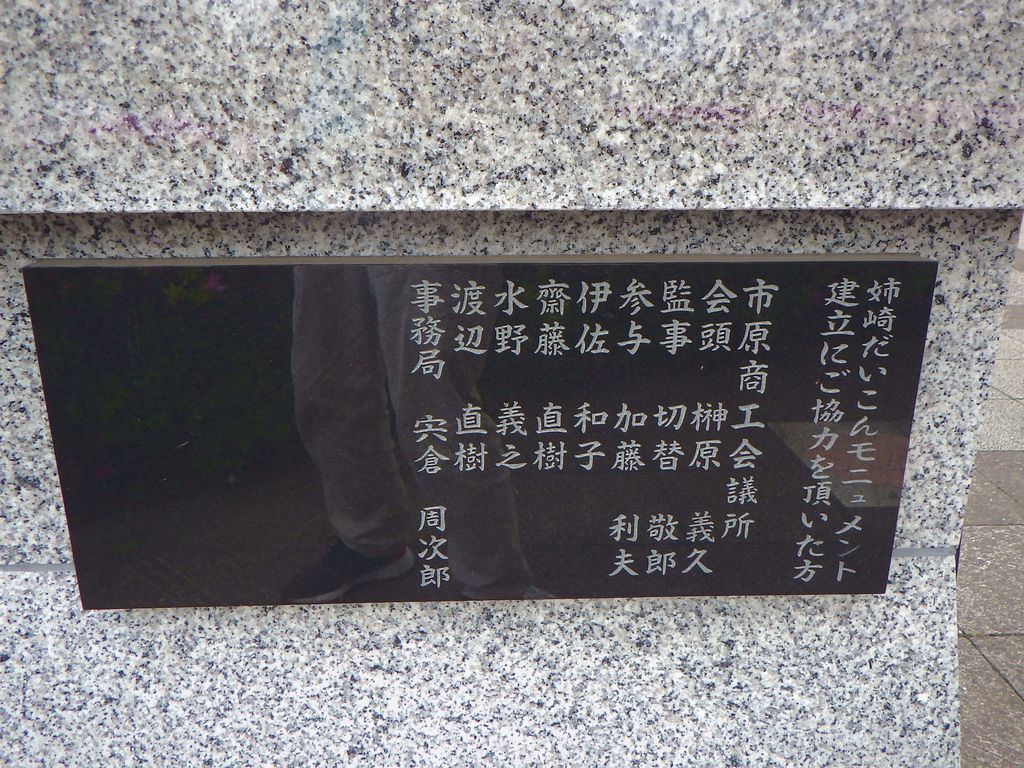 姉崎だいこんモニュメント
建立にご協力を頂いた方
市原商工会議所
会頭 榊原 義久
監事 切替 敬郎
参与 加藤 利夫
伊佐 和子
齋藤 直樹
水野 義之
渡辺 直樹
事務局 宍倉 周次郎